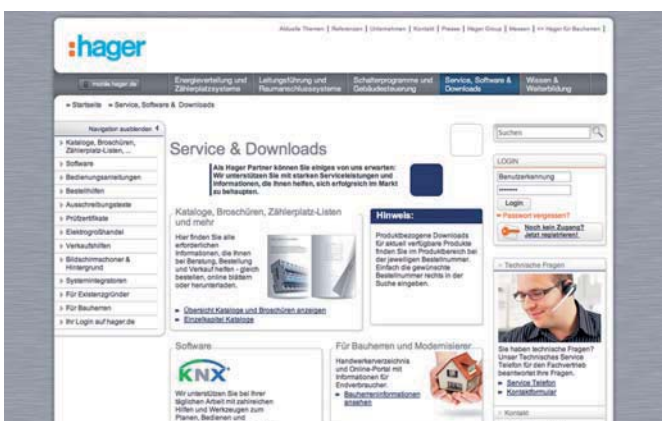 Aktuelle Themen | Referenzen | Unternehmen | Kontakt | Presse | Hager Group | Messen | >> Hager für Bauherren |
:hager
mobile.hager.de
Energieverteilung und Zählerplatzsysteme
Leitungsführung und Raumanschlusssysteme
Schalterprogramme und Gebäudesteuerung
Service, Software & Downloads
Wissen & Weiterbildung
Startseite
Service, Software & Downloads
Navigation ausblenden
Kataloge, Broschüren,
Zählerplatz-Listen, ...
Software
Bedienungsanleitungen
Bestellhilfen
Ausschreibungstexte
Prüfzertifikate
Elektrogroßhandel
Verkaufshilfen
Bildschirmschoner &
Hintergrund
Systemintegratoren
Für Existenzgründer
Für Bauherren
Ihr Login auf hager.de
Service & Downloads
Als Hager Partner können Sie einiges von uns erwarten:
Wir unterstützen Sie mit starken Serviceleistungen und
Informationen, die Ihnen helfen, sich erfolgreich im Markt
zu behaupten.
Kataloge, Broschüren, Zählerplatz-Listen
und mehr
Hier finden Sie alle
erforderlichen
Informationen, die Ihnen
bei Beratung, Bestellung
und Verkauf helfen - gleich
bestellen, online blättern
oder herunterladen.
Übersicht Kataloge und Broschüren anzeigen
Einzelkapitel Kataloge
Hinweis:
Produktbezogene Downloads
für aktuell verfügbare Produkte
finden Sie im Produktbereich bei
der jeweiligen Bestellnummer.
Einfach die gewünschte
Bestellnummer rechts in der
Suche eingeben.
Software
KNX
Wir unterstützen Sie bei Ihrer
täglichen Arbeit mit zahlreichen
Hilfen und Werkzeugen zum
Planen, Bedienen und
Für Bauherren und Modernisierer
Handwerkerverzeichnis
und Online-Portal mit
Informationen für
Endverbraucher.
Bauherreninformationen
ansehen
Suchen
LOGIN
Benutzerkennung
Login
Passwort vergessen?
Noch kein Zugang?
Jetzt registrieren!
Technische Fragen
Sie haben technische Fragen?
Unser Technisches Service
Telefon für den Fachvertrieb
beantwortet Ihre Fragen.
Service Telefon
Kontaktformular
Kontakt